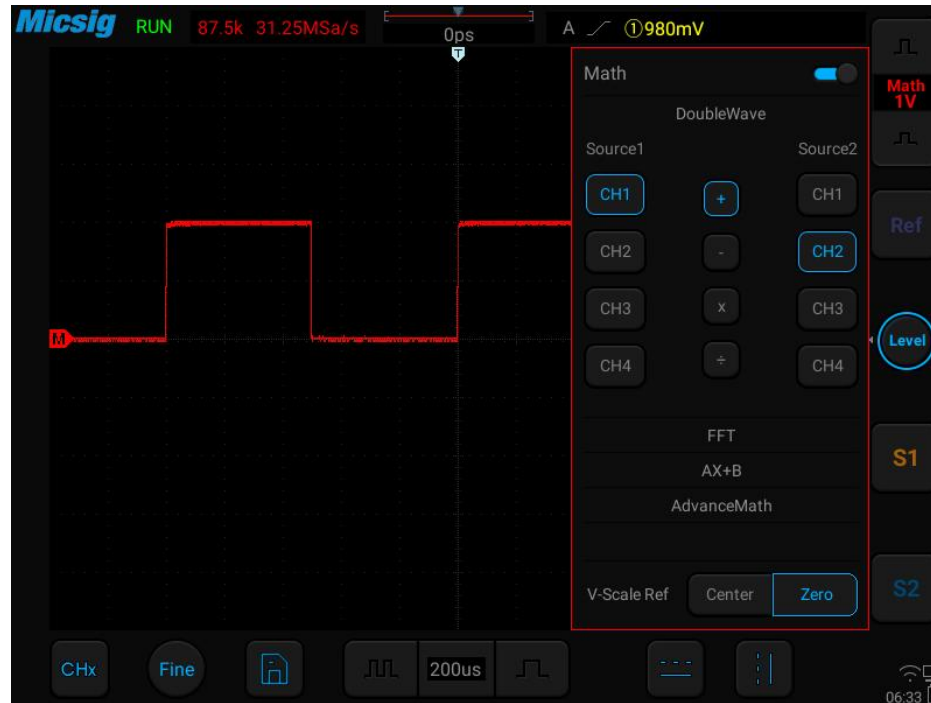 Micsig RUN 87.5k 31.25MSa/s 0ps A ①980mV
T
Math
Math
1V
DoubleWave
Source1 Source2
CH1 + CH1
Ref
CH2 - CH2
CH3 x CH3
M
Level
CH4 ÷ CH4
FFT
S1
AX+B
AdvanceMath
V-Scale Ref Center Zero
S2
CHx Fine 200us
06:33